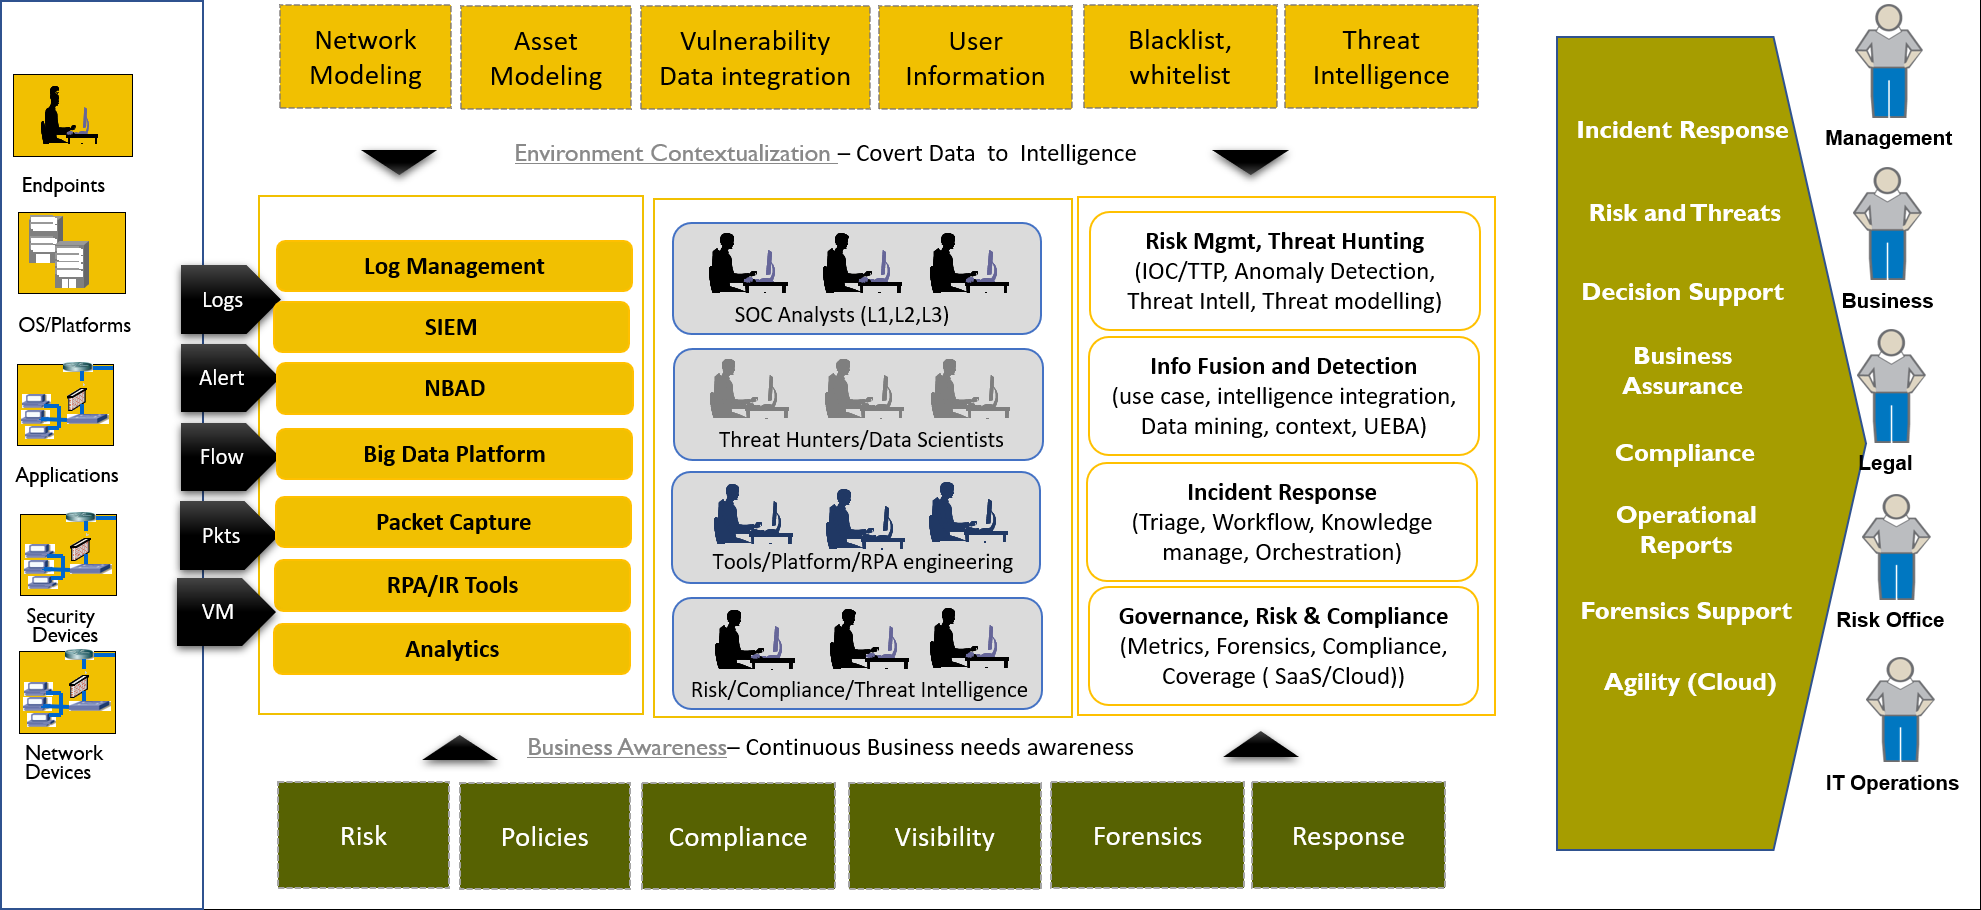 Network
Modeling
Asset
Modeling
Vulnerability
Data integration
User
Information
Blacklist,
whitelist
Threat
Intelligence
Environment Contextualization – Covert Data to Intelligence
Endpoints
OS/Platforms
Applications
Security
Devices
Network
Devices
Logs
Alert
Flow
Pkts
VM
Log Management
SIEM
NBAD
Big Data Platform
Packet Capture
RPA/IR Tools
Analytics
SOC Analysts (L1,L2,L3)
Threat Hunters/Data Scientists
Tools/Platform/RPA engineering
Risk/Compliance/Threat Intelligence
Risk Mgmt, Threat Hunting
(IOC/TTP, Anomaly Detection,
Threat Intell, Threat modelling)
Info Fusion and Detection
(use case, intelligence integration,
Data mining, context, UEBA)
Incident Response
(Triage, Workflow, Knowledge
manage, Orchestration)
Governance, Risk & Compliance
(Metrics, Forensics, Compliance,
Coverage ( SaaS/Cloud))
Business Awareness– Continuous Business needs awareness
Risk
Policies
Compliance
Visibility
Forensics
Response
Incident Response
Risk and Threats
Decision Support
Business
Assurance
Compliance
Operational
Reports
Forensics Support
Agility (Cloud)
Management
Business
Legal
Risk Office
IT Operations